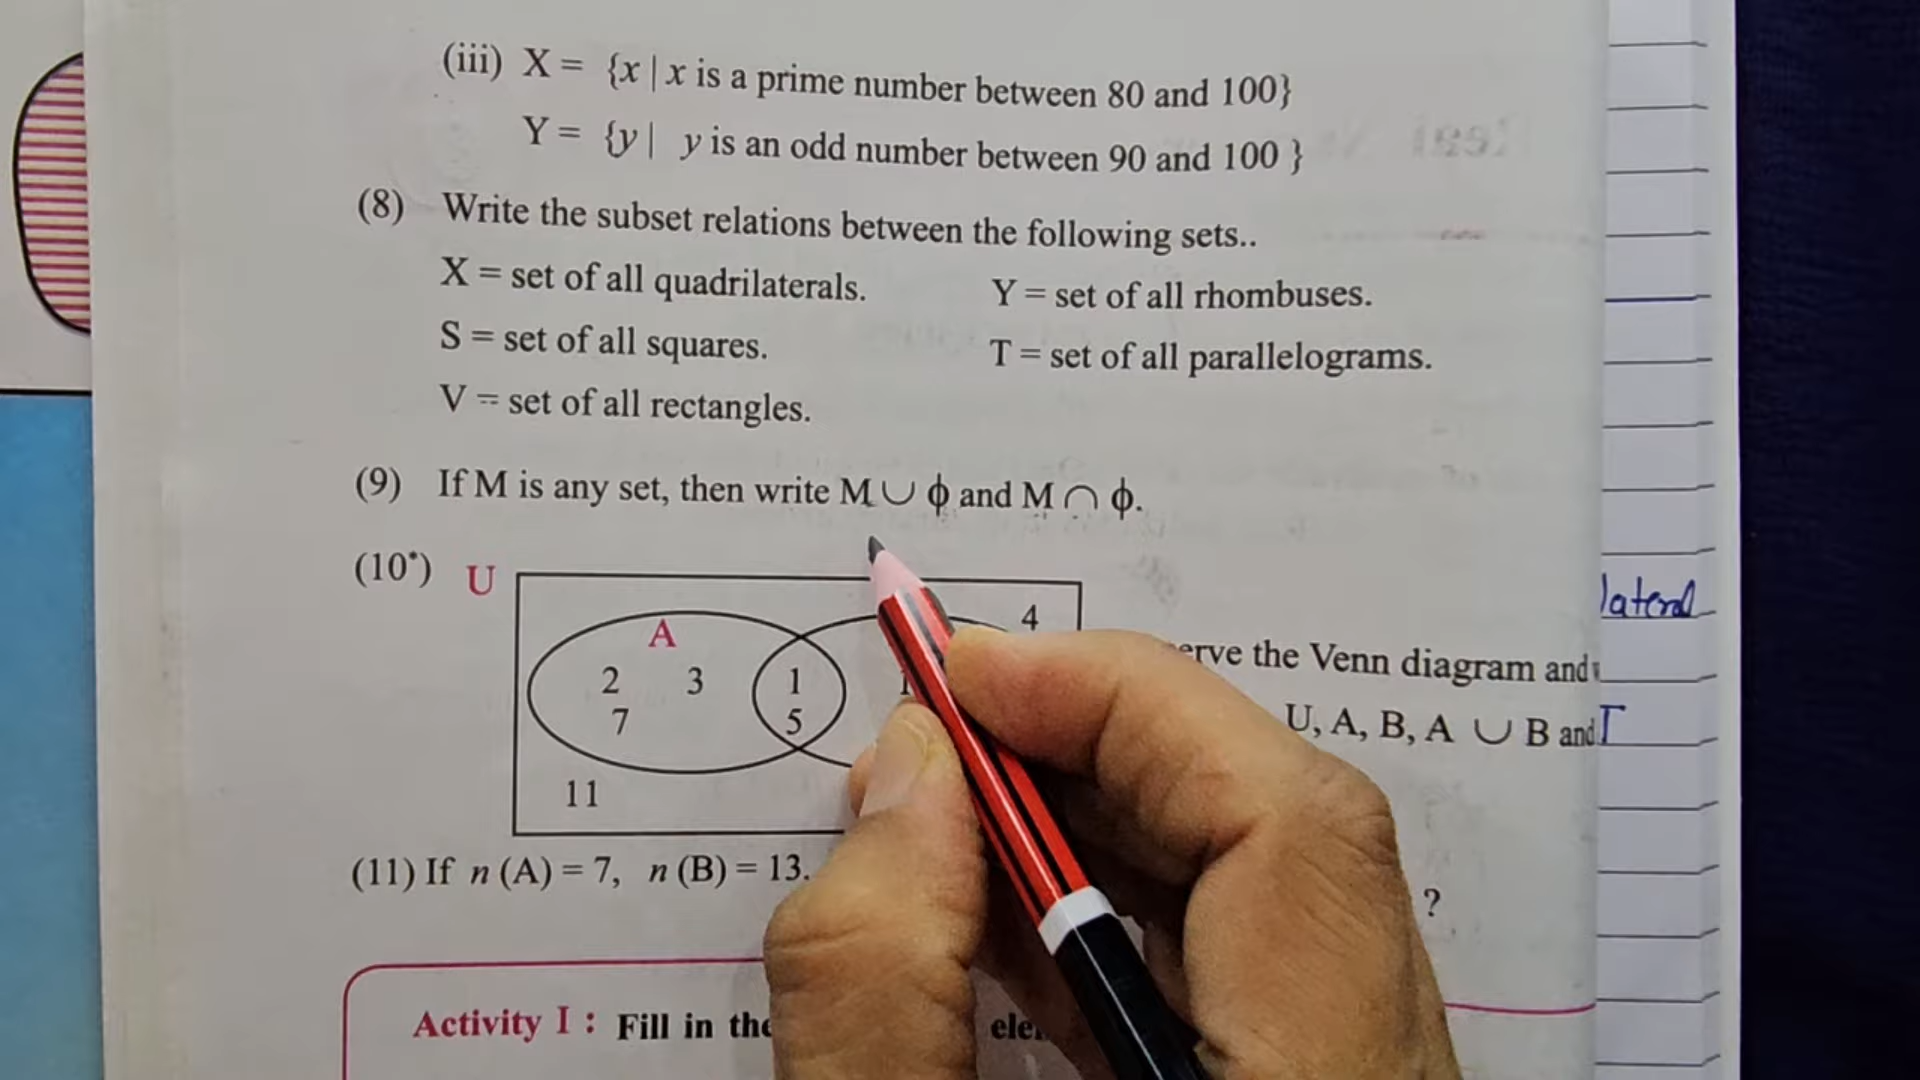 (iii) X = {x | x is a prime number between 80 and 100}
Y = {y | y is an odd number between 90 and 100 }
(8) Write the subset relations between the following sets..
X = set of all quadrilaterals. Y = set of all rhombuses.
S = set of all squares. T = set of all parallelograms.
V = set of all rectangles.
(9) If M is any set, then write M ∪ ϕ and M ∩ ϕ.
(10*) U
4
A
2 3 1
7 5
11
the Venn diagram and
U, A, B, A ∪ B and
(11) If n (A) = 7, n (B) = 13.
?
Activity I : Fill in the